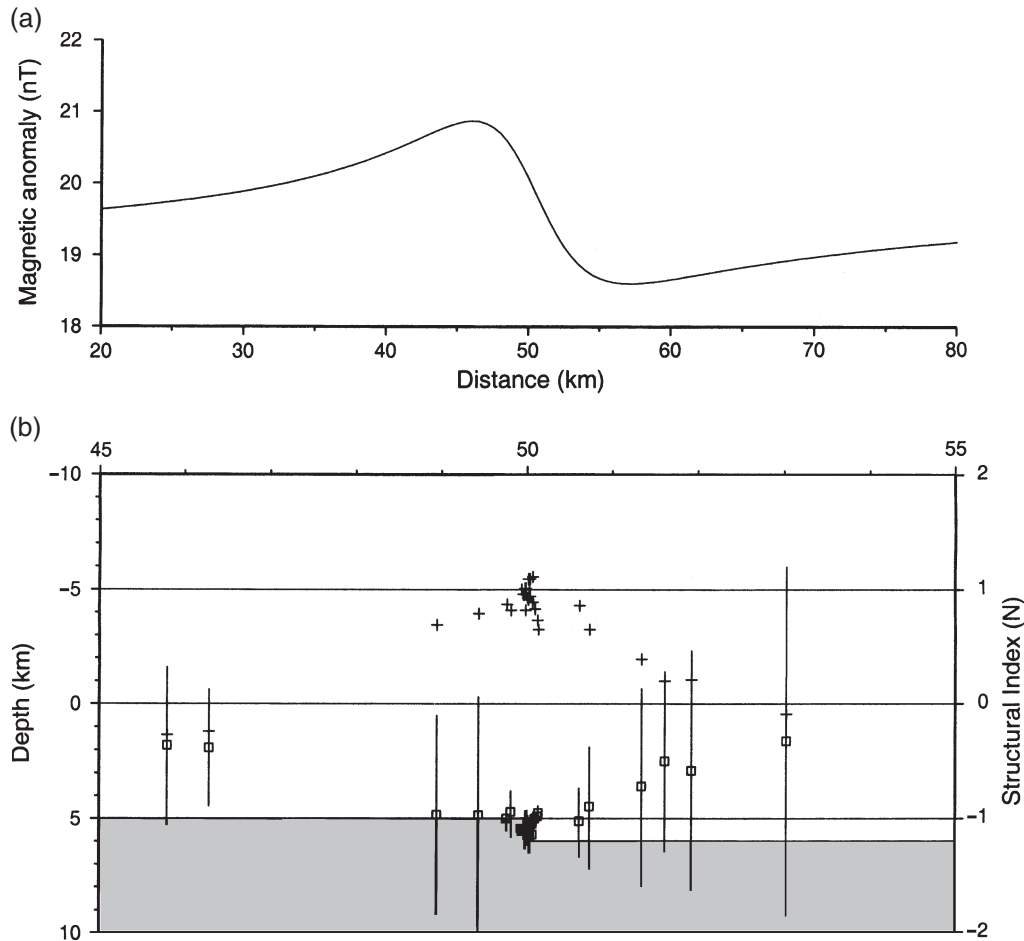 (a)
Magnetic anomaly (nT)
22
21
20
19
18
20 30 40 50 60 70 80
Distance (km)
(b)
45 50 55
Depth (km)
−10
−5
0
5
10
2
1
0
−1
−2
Structural Index (N)